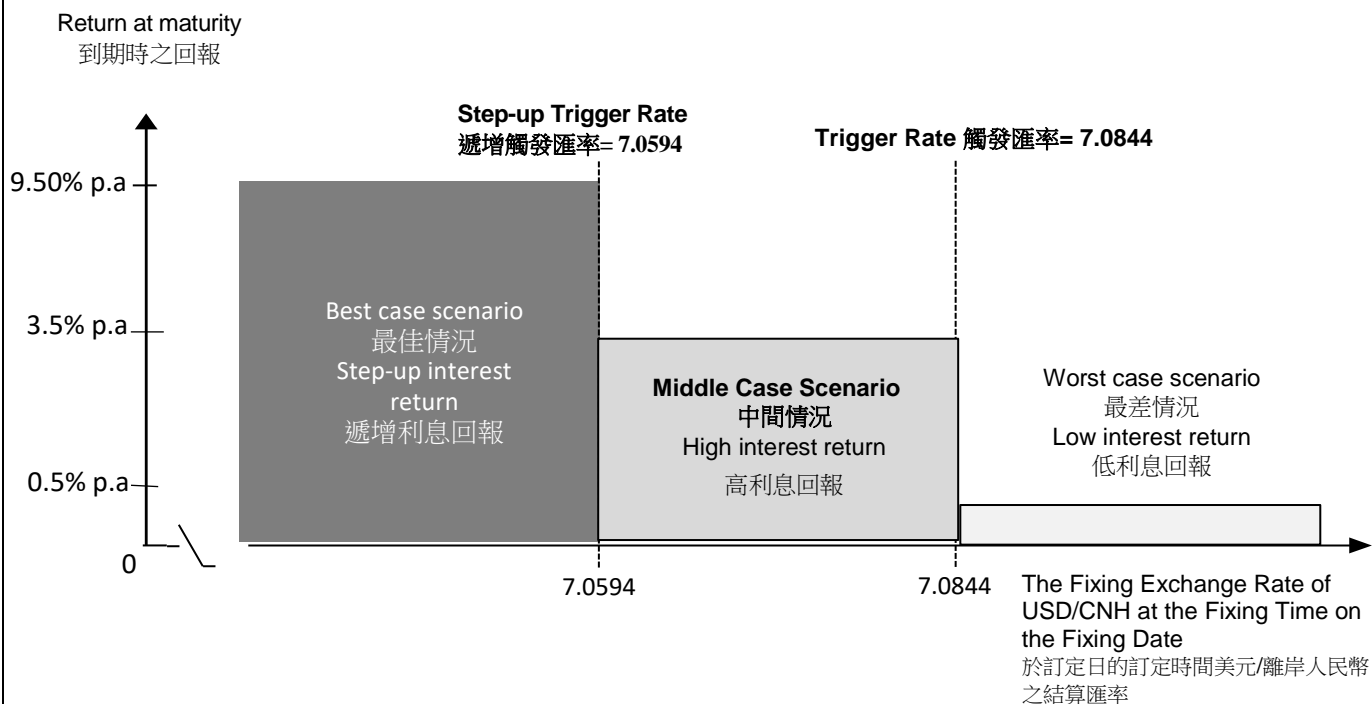 Return at maturity
到期時之回報
Step-up Trigger Rate
遞增觸發匯率= 7.0594
Trigger Rate 觸發匯率= 7.0844
9.50% p.a
3.5% p.a
0.5% p.a
0
Best case scenario
最佳情況
Step-up interest
return
遞增利息回報
Middle Case Scenario
中間情況
High interest return
高利息回報
Worst case scenario
最差情況
Low interest return
低利息回報
7.0594
7.0844
The Fixing Exchange Rate of
USD/CNH at the Fixing Time on
the Fixing Date
於訂定日的訂定時間美元/離岸人民幣
之結算匯率